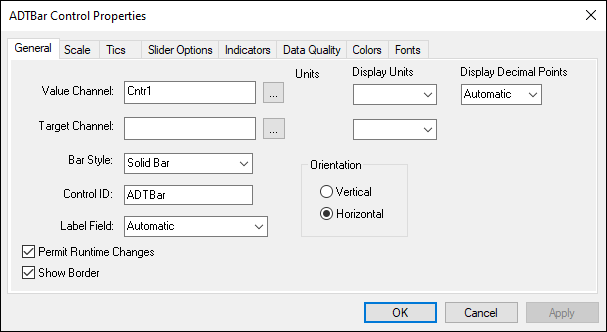 ADTBar Control Properties
General Scale Tics Slider Options Indicators Data Quality Colors Fonts
Units Display Units Display Decimal Points
Value Channel: Cntr1 ... Automatic
Target Channel: ...
Bar Style: Solid Bar
Orientation
Vertical
Control ID: ADTBar
Horizontal
Label Field: Automatic
Permit Runtime Changes
Show Border
OK Cancel Apply